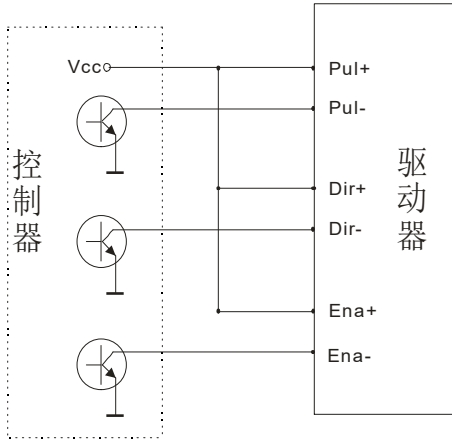 Vcc
Pul+
Pul-
控制器
驱动器
Dir+
Dir-
Ena+
Ena-